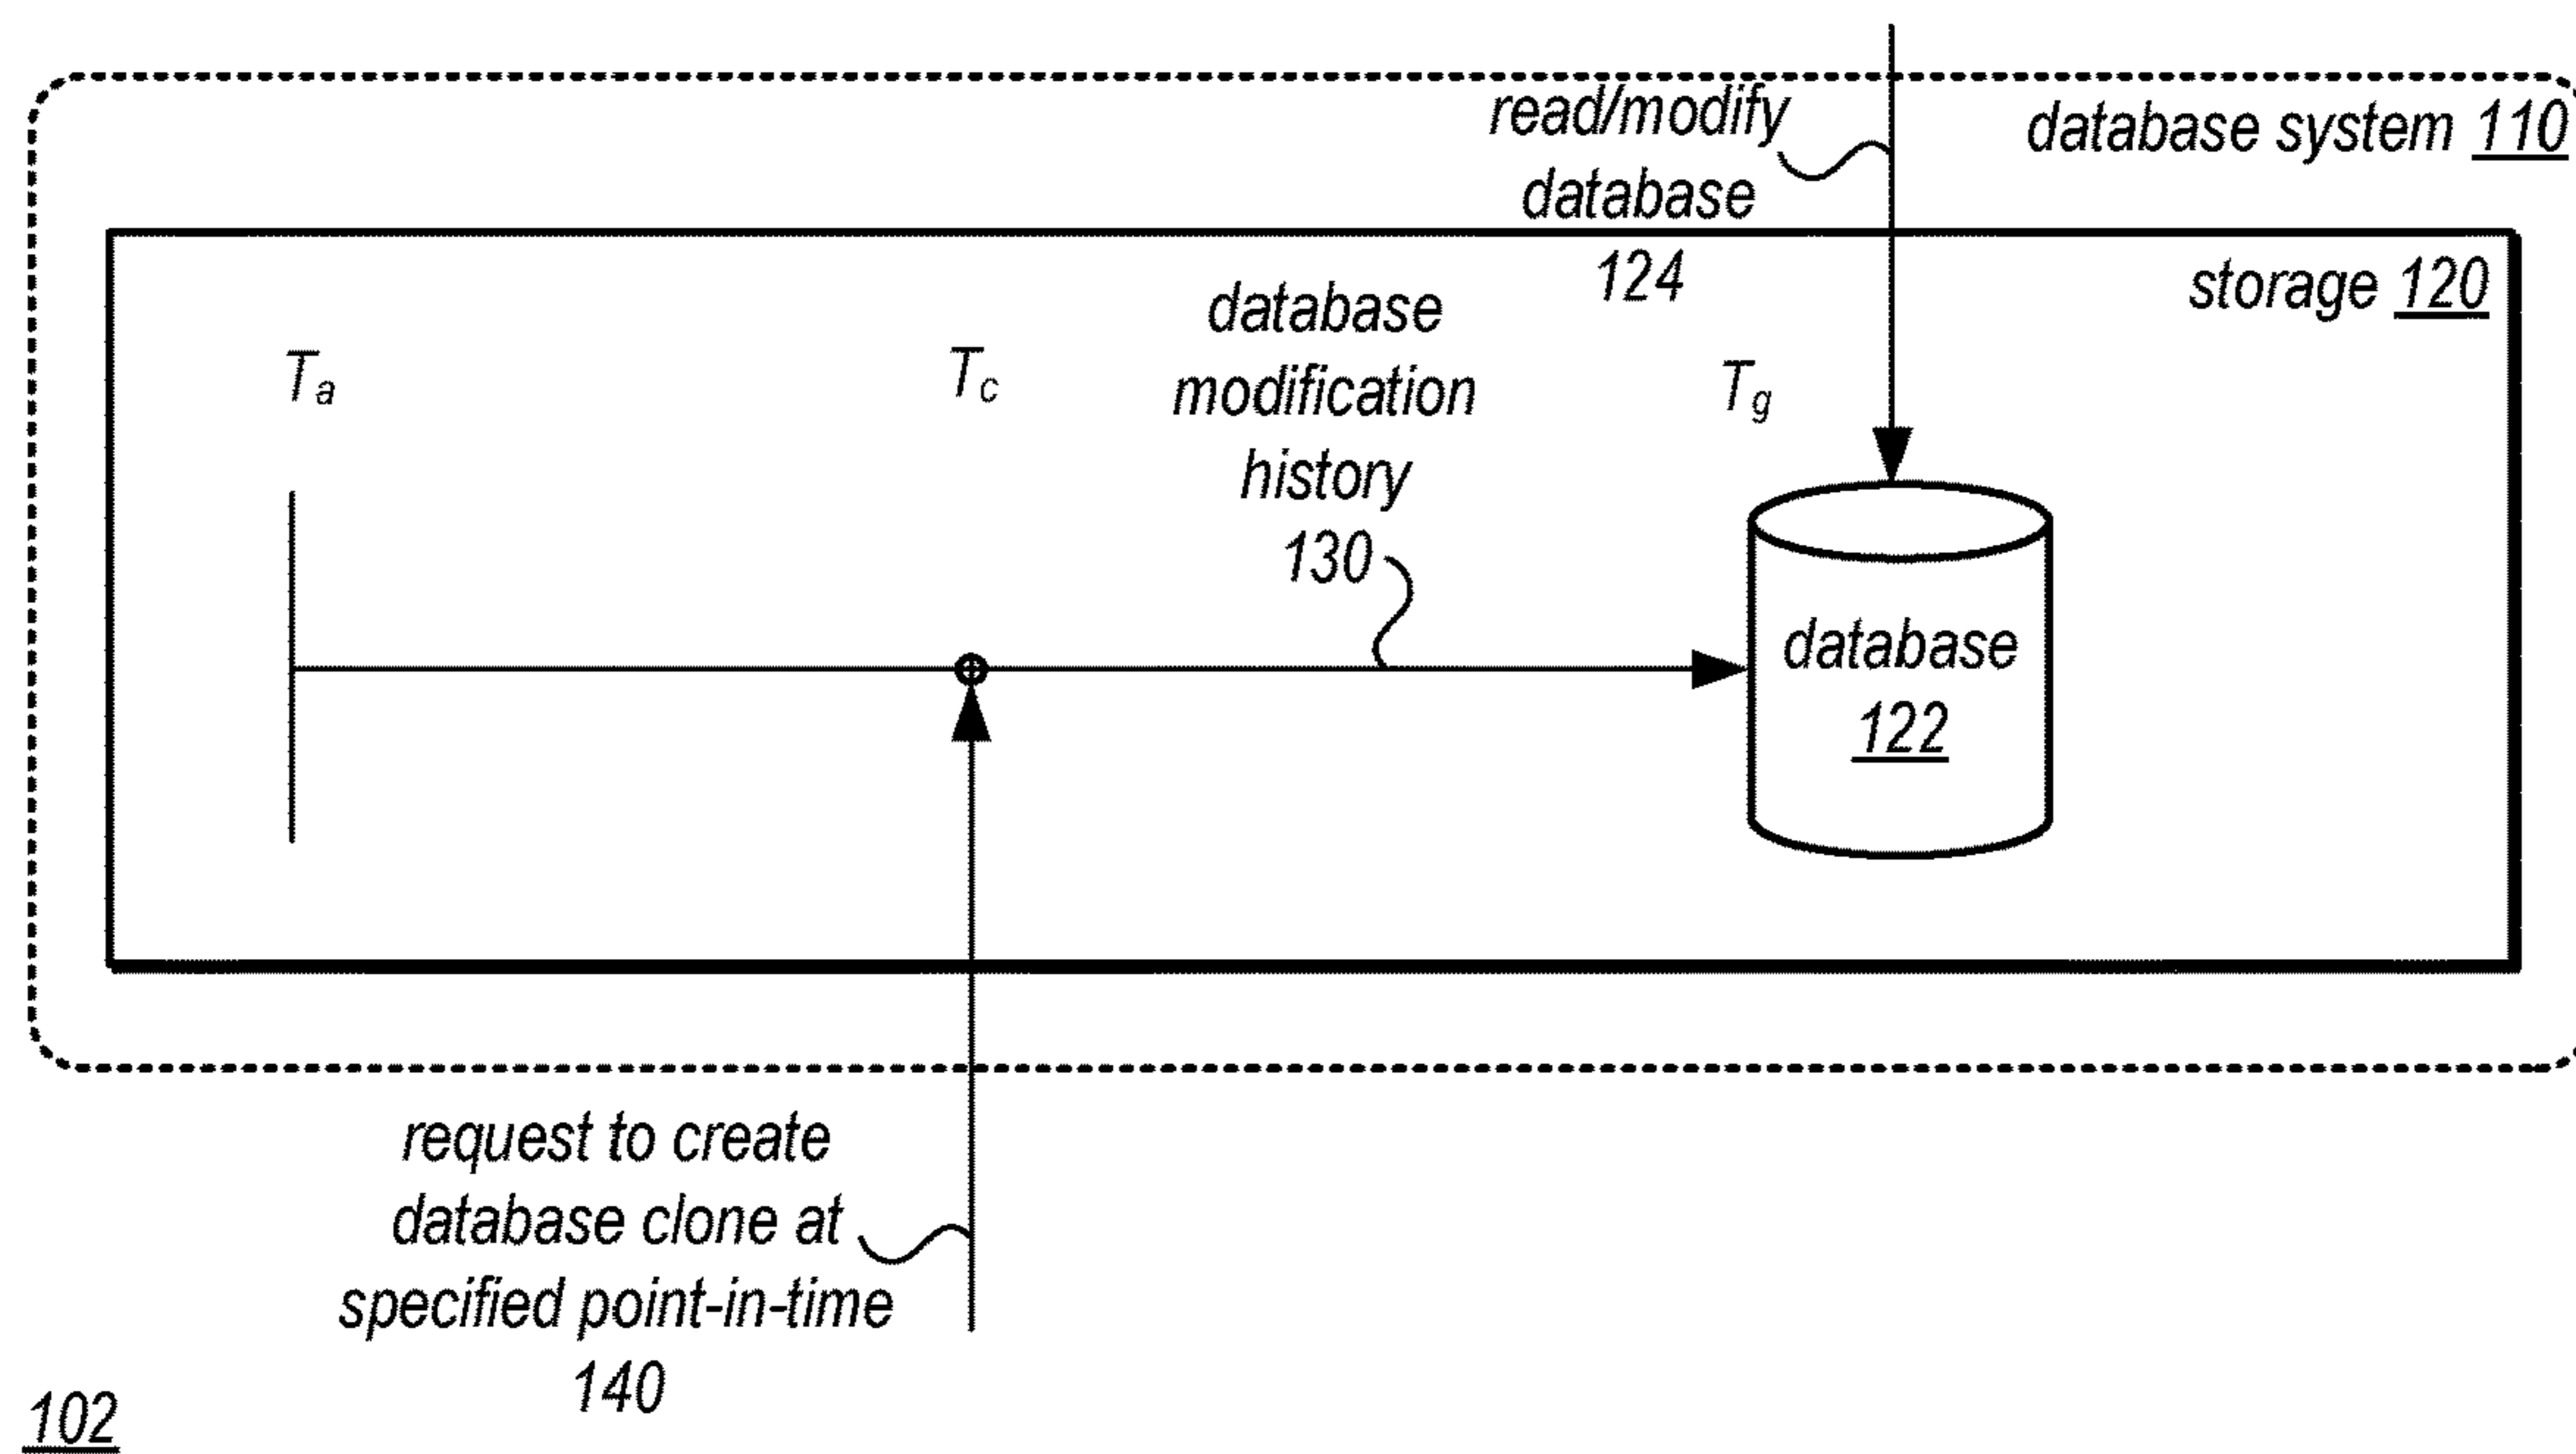 read/modify
database
124
database system 110
storage 120
database
modification
history
130
Ta
Tc
Tg
database
122
request to create
database clone at
specified point-in-time
140
102